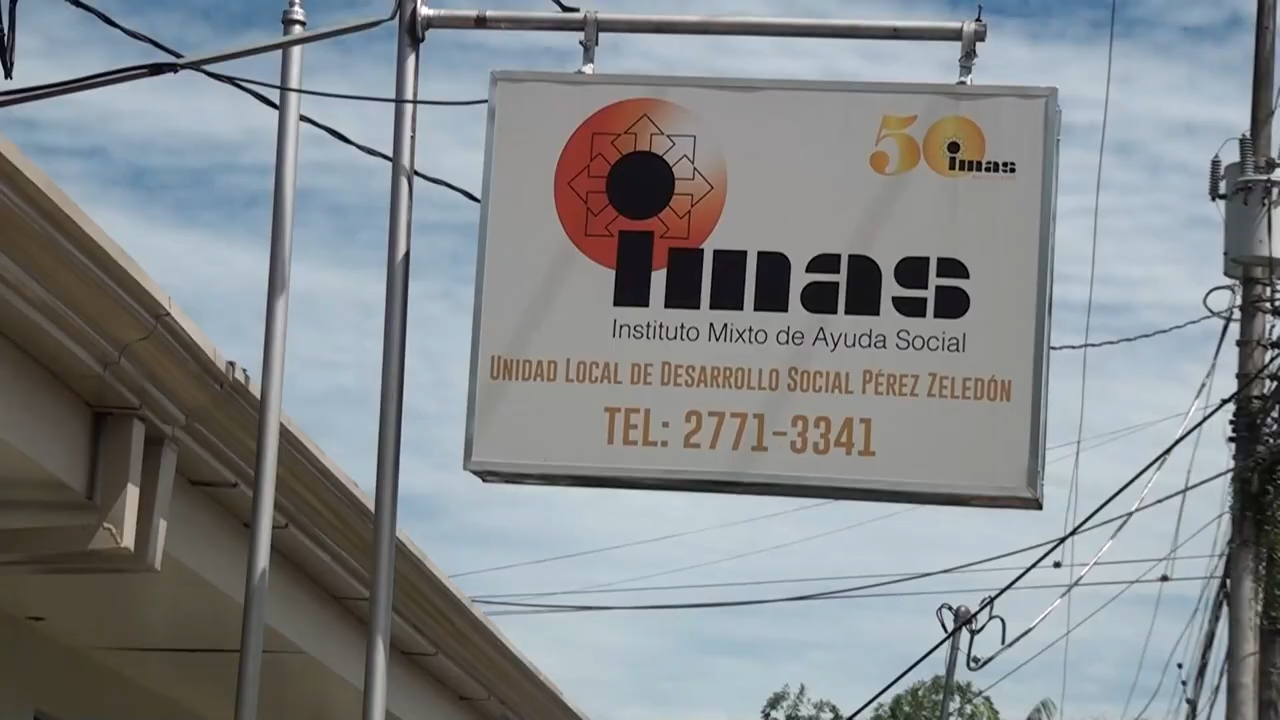 50
imas
imas
Instituto Mixto de Ayuda Social
UNIDAD LOCAL DE DESARROLLO SOCIAL PÉREZ ZELEDÓN
TEL: 2771-3341